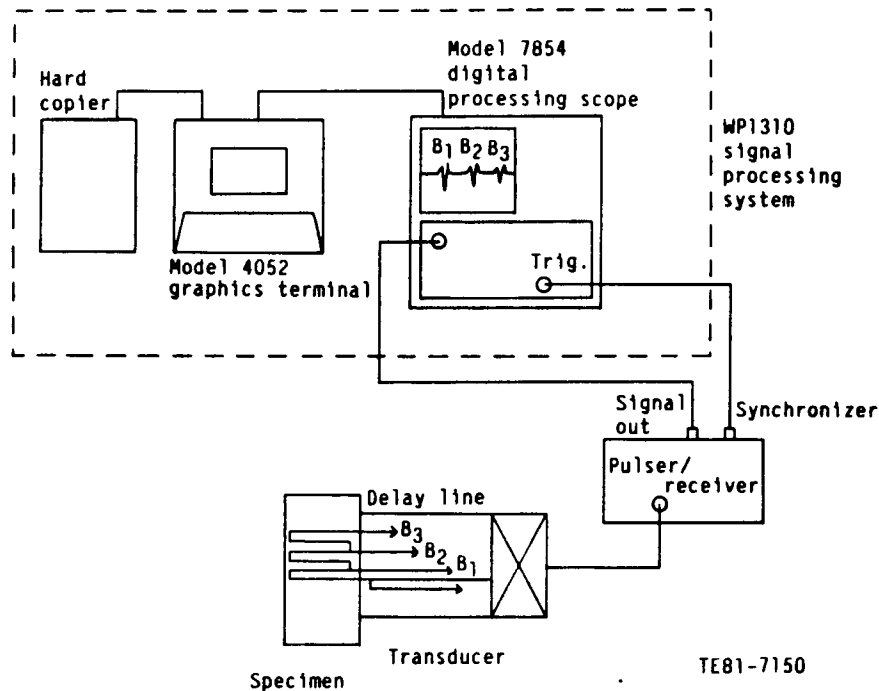 Hard
copier
Model 7854
digital
processing scope
B1 B2 B3
Trig.
WP1310
signal
processing
system
Model 4052
graphics terminal
Signal
out
Synchronizer
Pulser/
receiver
Delay line
B3
B2
B1
Transducer
Specimen
TE81-7150